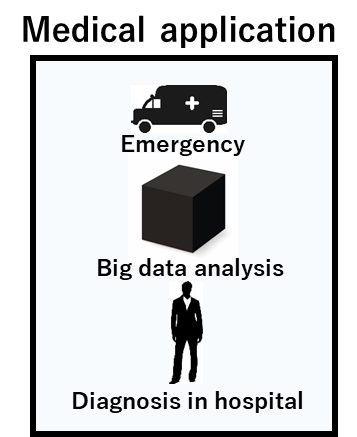 Medical application
Emergency
Big data analysis
Diagnosis in hospital